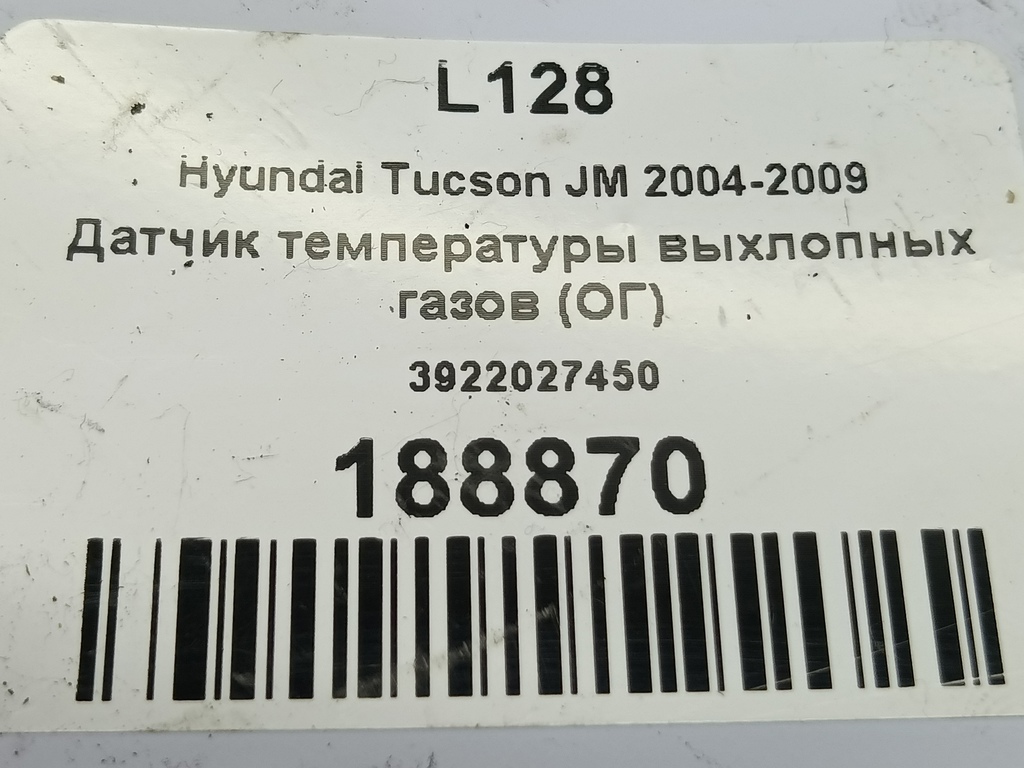 L128
Hyundai Tucson JM 2004-2009
Датчик температуры выхлопных
газов (ОГ)
3922027450
188870